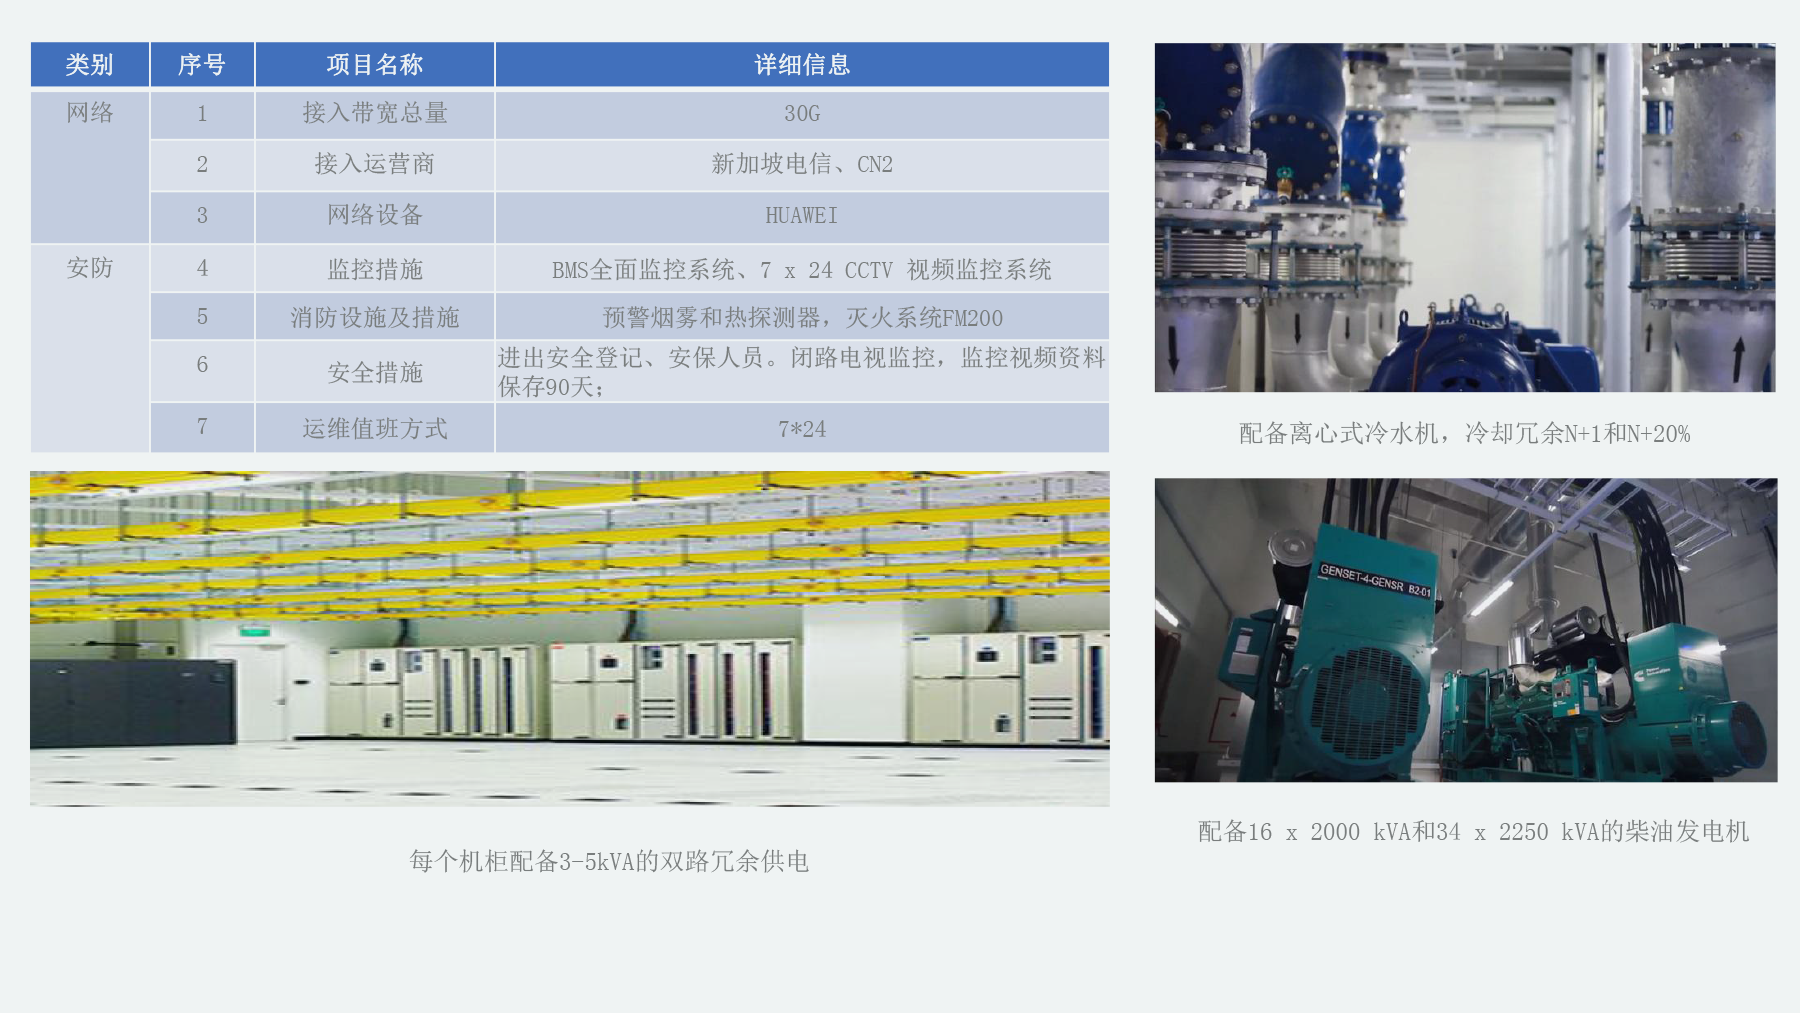 类别 序号 项目名称 详细信息
网络 1 接入带宽总量 30G
2 接入运营商 新加坡电信、CN2
3 网络设备 HUAWEI
安防 4 监控措施 BMS全面监控系统、7 x 24 CCTV 视频监控系统
5 消防设施及措施 预警烟雾和热探测器，灭火系统FM200
6 安全措施 进出安全登记、安保人员。闭路电视监控，监控视频资料
保存90天；
7 运维值班方式 7*24
每个机柜配备3-5kVA的双路冗余供电
配备离心式冷水机，冷却冗余N+1和N+20%
GENSET-4-GENSR B2-01
配备16 x 2000 kVA和34 x 2250 kVA的柴油发电机